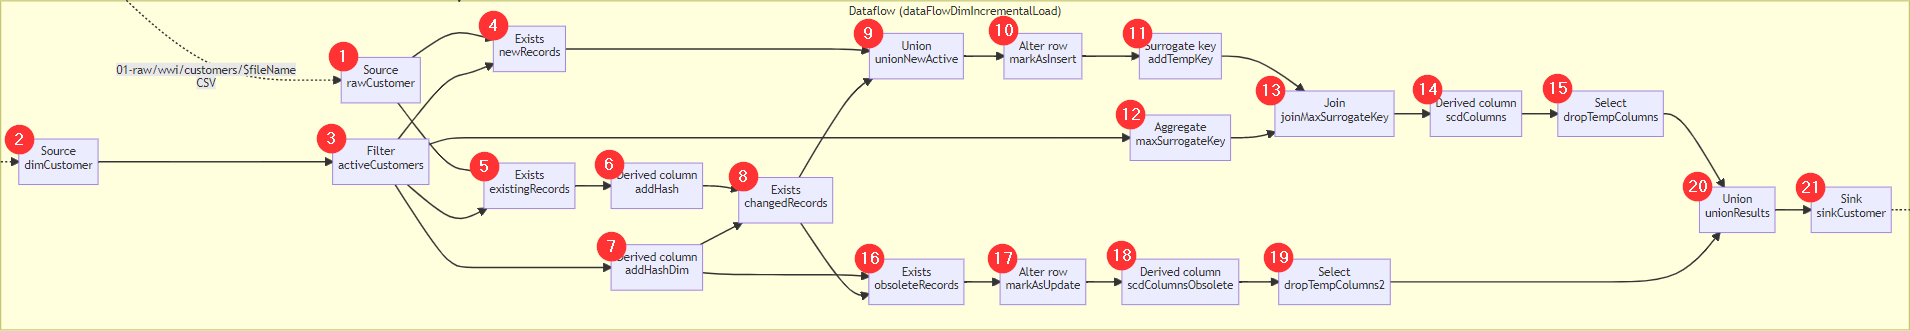 Dataflow (dataFlowDimIncrementalLoad)
01-raw/wwi/customers/$fileName
CSV
1
Source
rawCustomer
2
Source
dimCustomer
3
Filter
activeCustomers
4
Exists
newRecords
5
Exists
existingRecords
6
Derived column
addHash
7
Derived column
addHashDim
8
Exists
changedRecords
9
Union
unionNewActive
10
Alter row
markAsInsert
11
Surrogate key
addTempKey
12
Aggregate
maxSurrogateKey
13
Join
joinMaxSurrogateKey
14
Derived column
scdColumns
15
Select
dropTempColumns
16
Exists
obsoleteRecords
17
Alter row
markAsUpdate
18
Derived column
scdColumnsObsolete
19
Select
dropTempColumns2
20
Union
unionResults
21
Sink
sinkCustomer